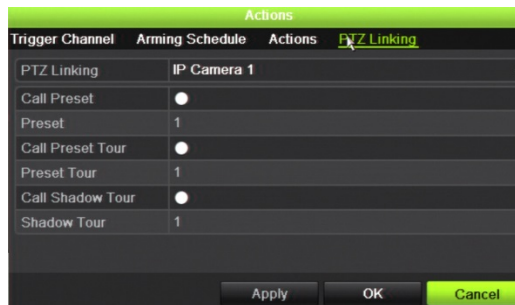 Actions
Trigger Channel Arming Schedule Actions PTZ Linking
PTZ Linking IP Camera 1
Call Preset
Preset 1
Call Preset Tour
Preset Tour 1
Call Shadow Tour
Shadow Tour 1
Apply OK Cancel